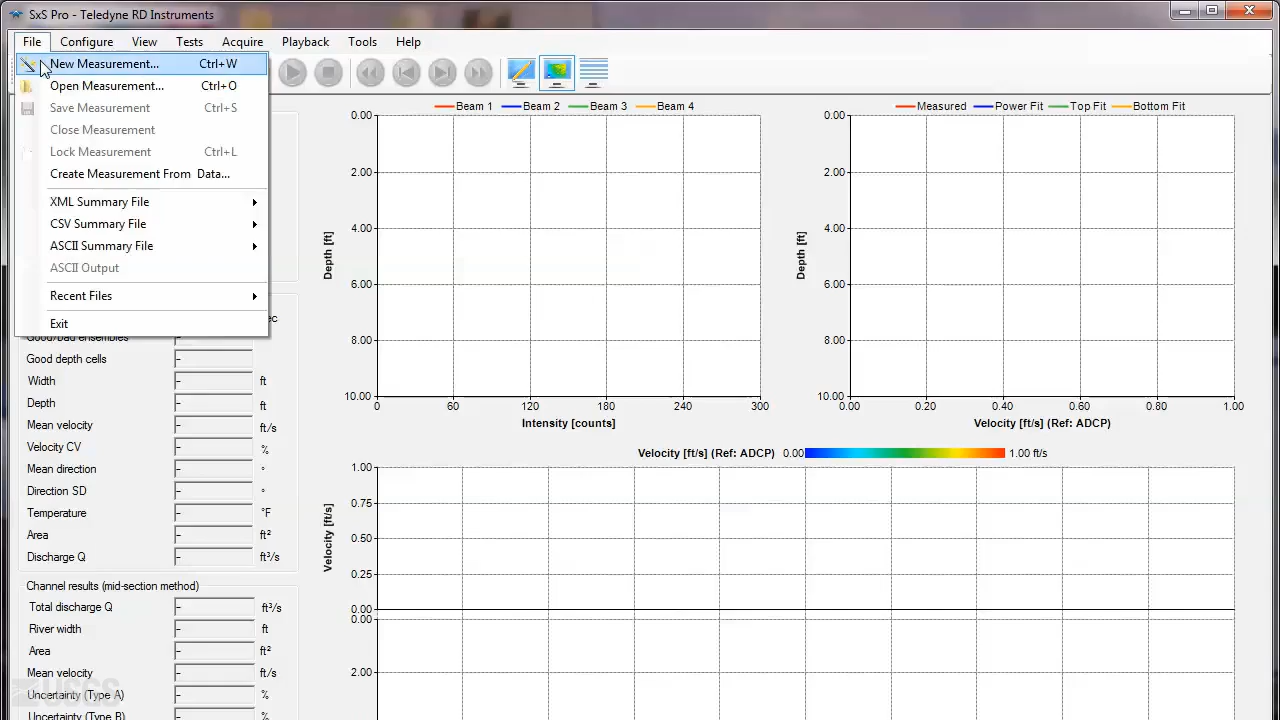 SxS Pro - Teledyne RD Instruments
File Configure View Tests Acquire Playback Tools Help
New Measurement... Ctrl+W
Open Measurement... Ctrl+O
Save Measurement Ctrl+S
Close Measurement
Lock Measurement Ctrl+L
Create Measurement From Data...
XML Summary File
CSV Summary File
ASCII Summary File
ASCII Output
Recent Files
Exit
Good depth cells -
Width - ft
Depth - ft
Mean velocity - ft/s
Velocity CV - %
Mean direction - °
Direction SD - °
Temperature - °F
Area - ft²
Discharge Q - ft³/s
Channel results (mid-section method)
Total discharge Q - ft³/s
River width - ft
Area - ft²
Mean velocity - ft/s
Uncertainty (Type A) - %
Uncertainty (Type B) - %
USGS
Beam 1 Beam 2 Beam 3 Beam 4
0.00
2.00
4.00
6.00
8.00
10.00
Depth [ft]
0 60 120 180 240 300
Intensity [counts]
Measured Power Fit Top Fit Bottom Fit
0.00
2.00
4.00
6.00
8.00
10.00
Depth [ft]
0.00 0.20 0.40 0.60 0.80 1.00
Velocity [ft/s] (Ref: ADCP)
Velocity [ft/s] (Ref: ADCP) 0.00 1.00 ft/s
1.00
0.75
0.50
0.25
0.00
Velocity [ft/s]
0.00
2.00